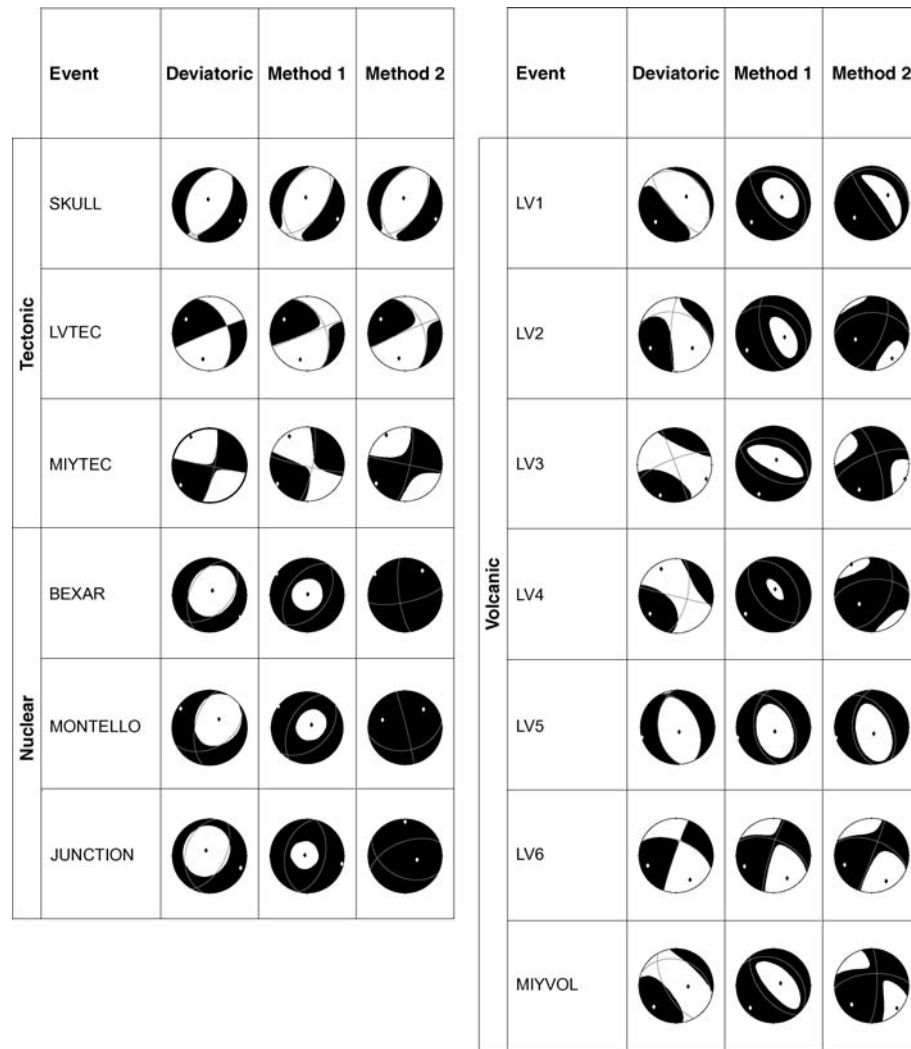 Event Deviatoric Method 1 Method 2
Tectonic
SKULL
LVTEC
MIYTEC
Nuclear
BEXAR
MONTELLO
JUNCTION
Event Deviatoric Method 1 Method 2
Volcanic
LV1
LV2
LV3
LV4
LV5
LV6
MIYVOL